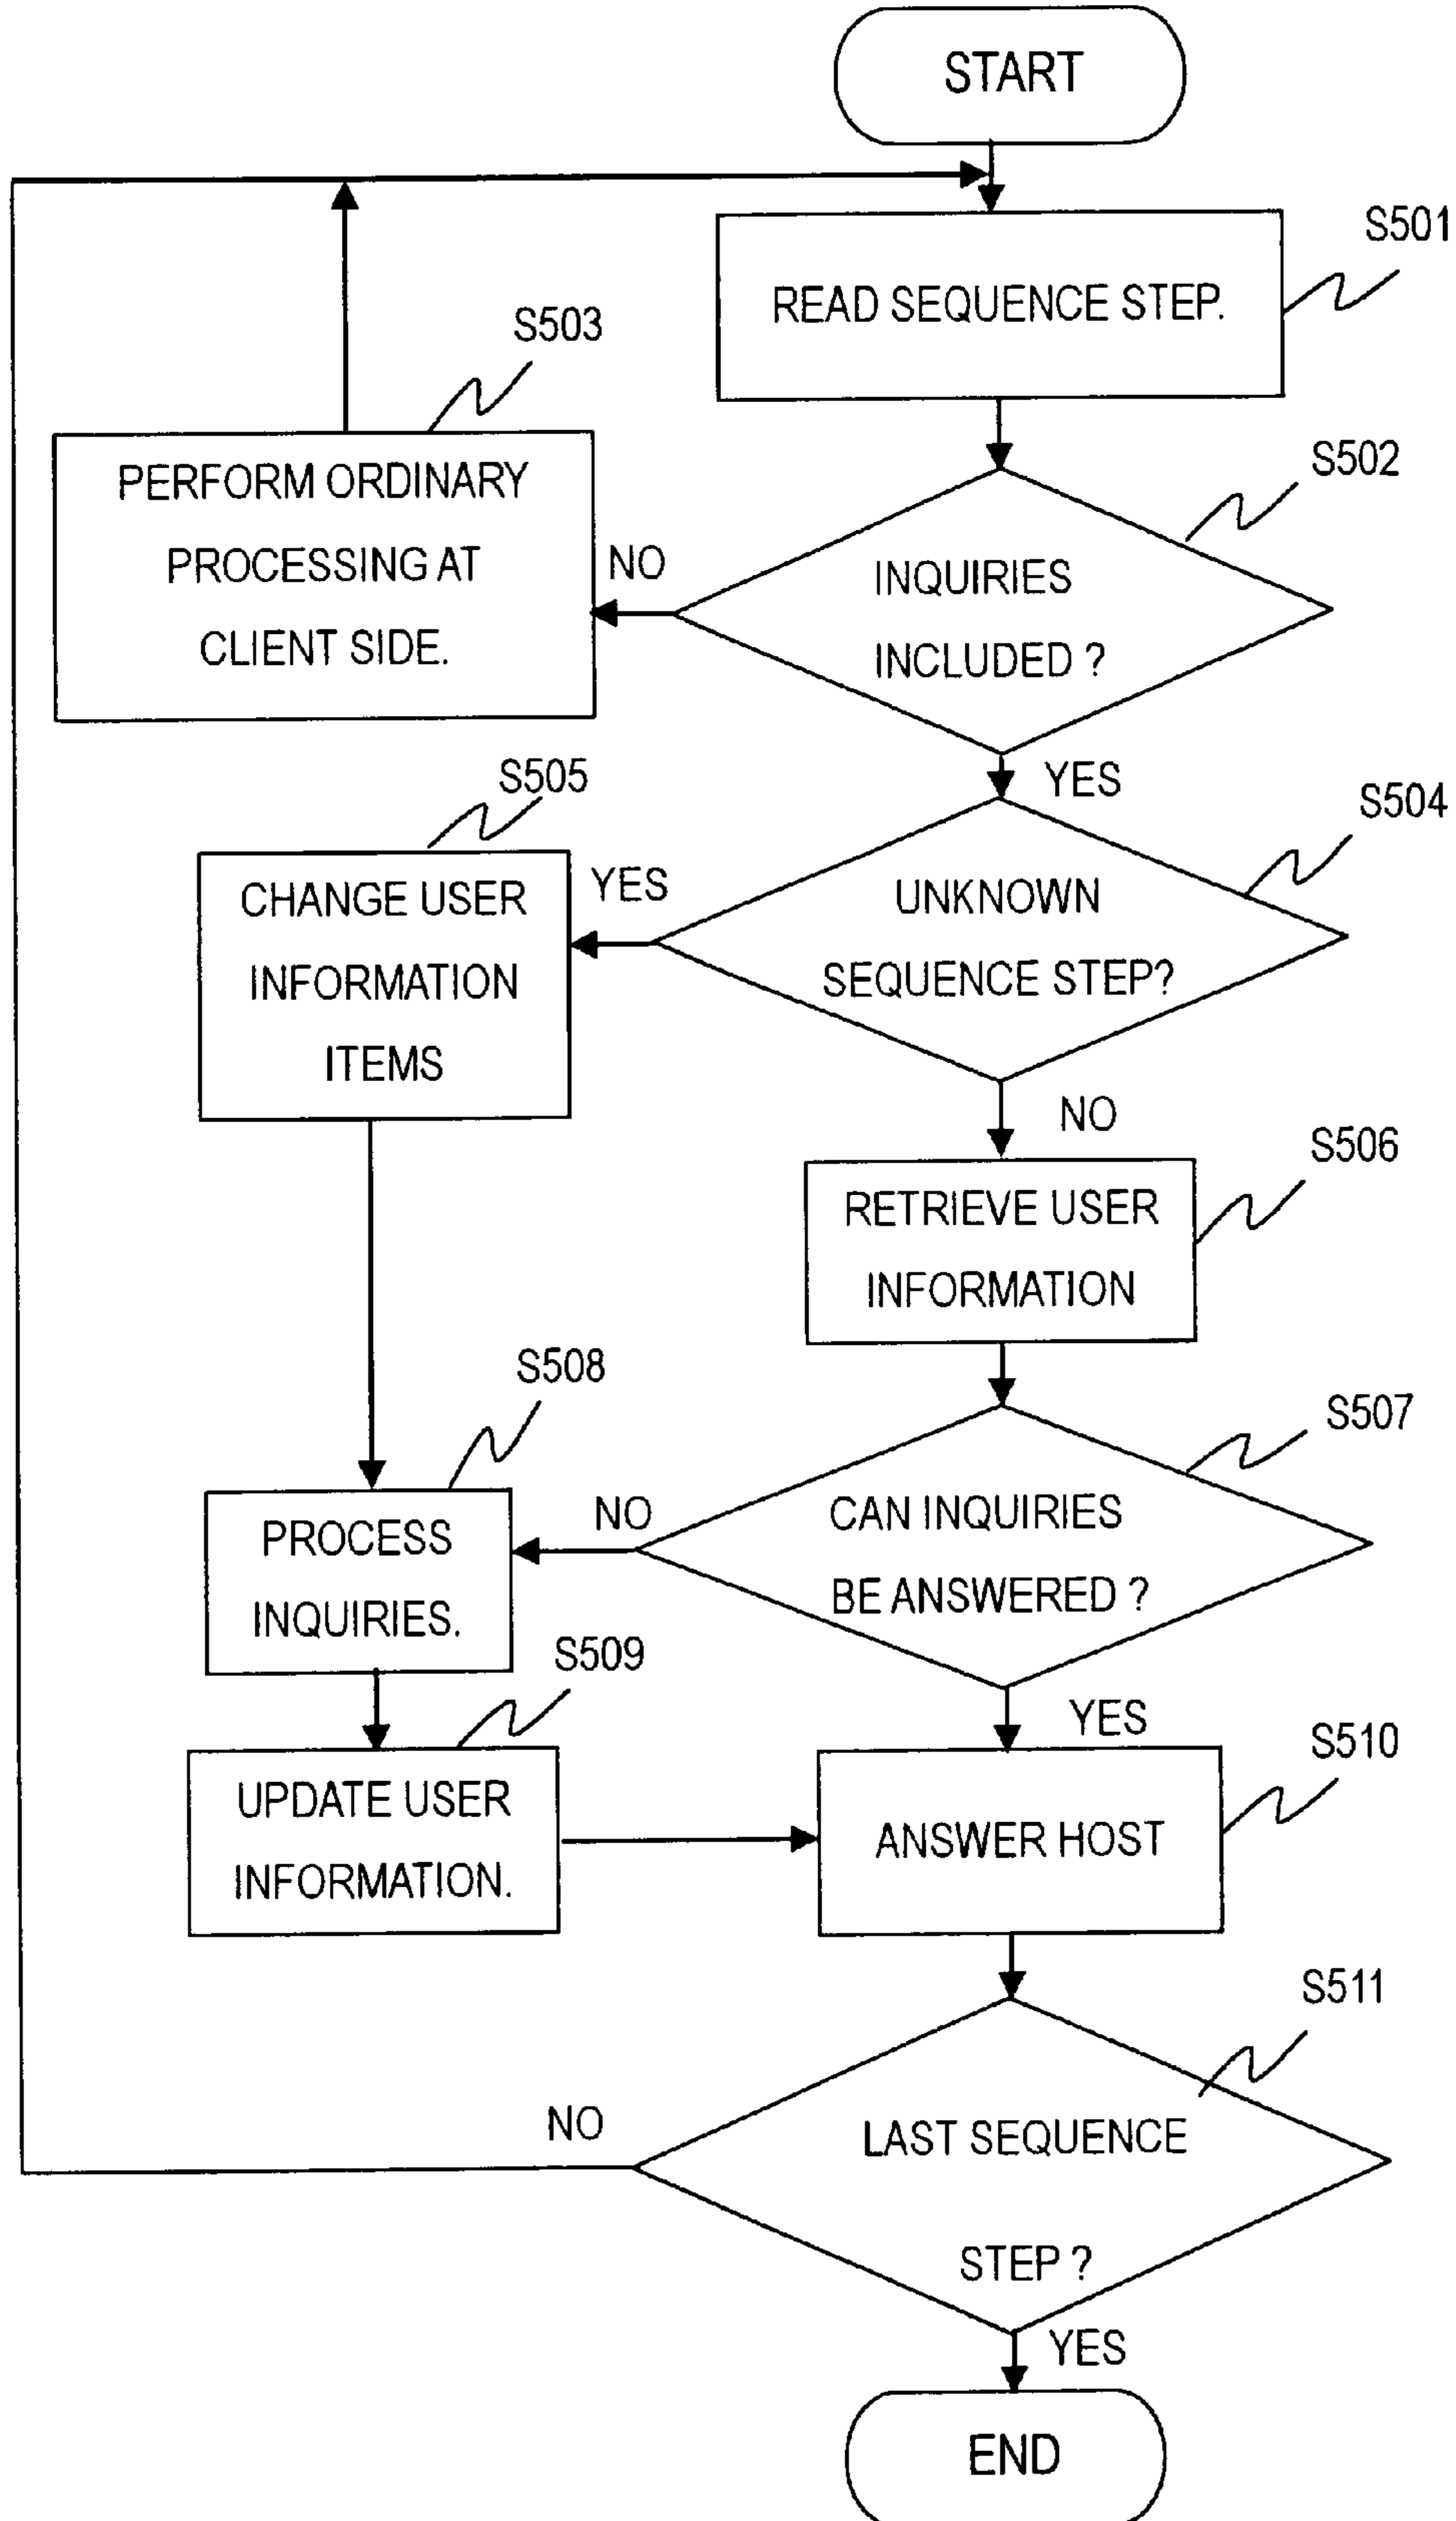 START
S501
READ SEQUENCE STEP.
S503
PERFORM ORDINARY
PROCESSING AT
CLIENT SIDE.
NO
S502
INQUIRIES
INCLUDED ?
YES
S505
CHANGE USER
INFORMATION
ITEMS
YES
S504
UNKNOWN
SEQUENCE STEP?
NO
S506
RETRIEVE USER
INFORMATION
S508
PROCESS
INQUIRIES.
NO
S507
CAN INQUIRIES
BE ANSWERED ?
YES
S509
UPDATE USER
INFORMATION.
S510
ANSWER HOST
S511
NO
LAST SEQUENCE
STEP ?
YES
END